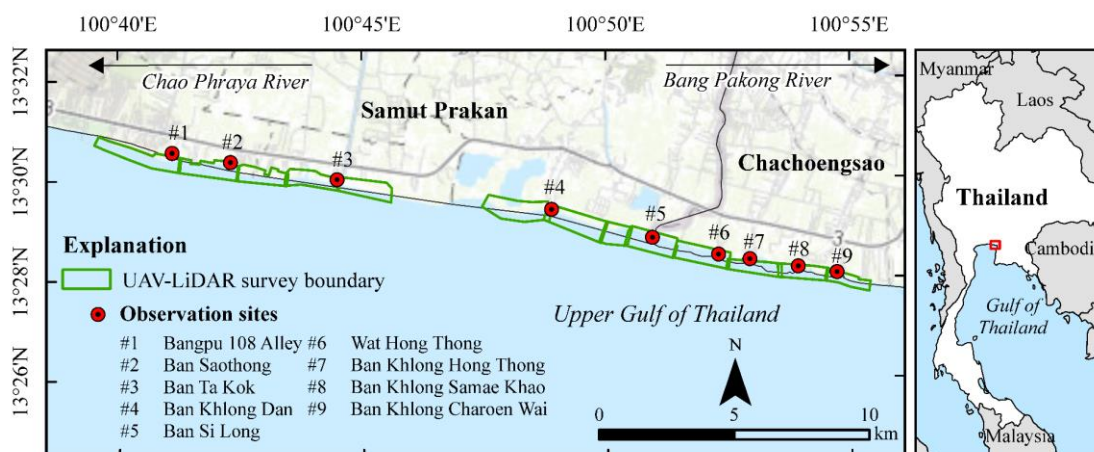 100°40'E 100°45'E 100°50'E 100°55'E
13°32'N
13°30'N
13°28'N
13°26'N
Chao Phraya River
Bang Pakong River
Samut Prakan
Chachoengsao
3
3
3
#1
#2
#3
#4
#5
#6
#7
#8
#9
Explanation
UAV-LiDAR survey boundary
Observation sites
#1 Bangpu 108 Alley
#2 Ban Saothong
#3 Ban Ta Kok
#4 Ban Khlong Dan
#5 Ban Si Long
#6 Wat Hong Thong
#7 Ban Khlong Hong Thong
#8 Ban Khlong Samae Khao
#9 Ban Khlong Charoen Wai
Upper Gulf of Thailand
N
0 5 10
km
Myanmar
Laos
Thailand
Cambodi
Gulf of
Thailand
Malaysia